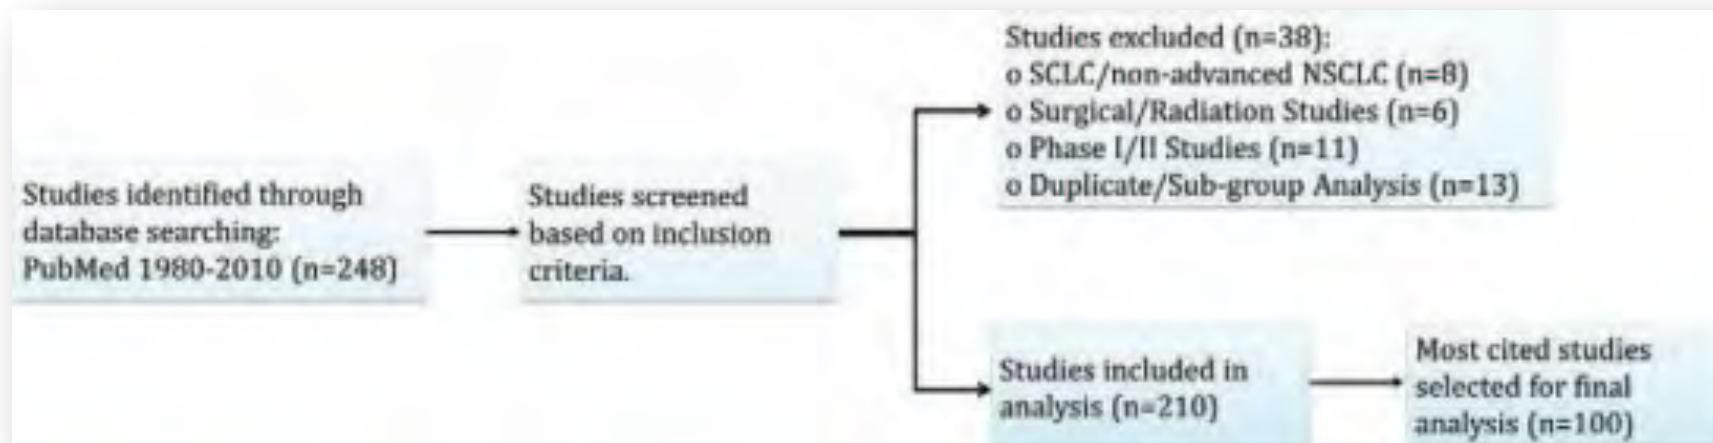 Studies identified through
database searching:
PubMed 1980-2010 (n=248)
Studies screened
based on inclusion
criteria.
Studies excluded (n=38):
o SCLC/non-advanced NSCLC (n=8)
o Surgical/Radiation Studies (n=6)
o Phase I/II Studies (n=11)
o Duplicate/Sub-group Analysis (n=13)
Studies included in
analysis (n=210)
Most cited studies
selected for final
analysis (n=100)